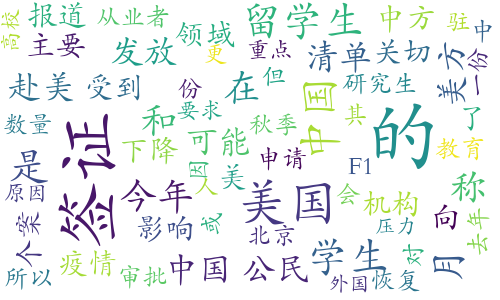 高校 报道 从业者 领域 留学生 中方 驻 中
主要 发放 更 重点 清单 关切 美方 一份
赴美 受到 份 在 但 研究生
数量 签证 和 要求 可能 秋季 中国 其 的 了
是 下降 因 申请 F1 教育
原因 今年 人 美 美国 会 机构 称
个案 影响 或 北京 学生 压力 向 去年
所以 疫情 审批 中国 公民 外国 恢复 对 月